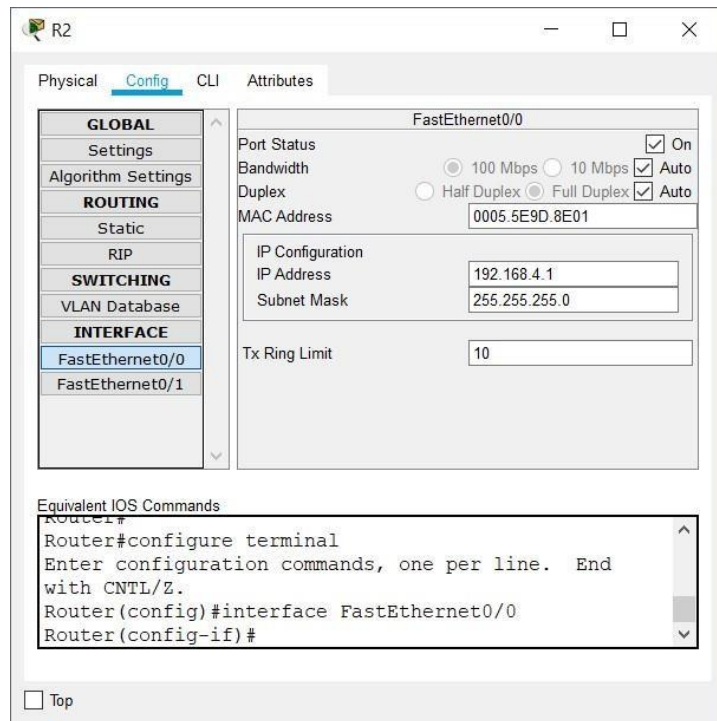 R2
Physical Config CLI Attributes
GLOBAL
Settings
Algorithm Settings
ROUTING
Static
RIP
SWITCHING
VLAN Database
INTERFACE
FastEthernet0/0
FastEthernet0/1
FastEthernet0/0
Port Status On
Bandwidth 100 Mbps 10 Mbps Auto
Duplex Half Duplex Full Duplex Auto
MAC Address 0005.5E9D.8E01
IP Configuration
IP Address 192.168.4.1
Subnet Mask 255.255.255.0
Tx Ring Limit 10
Equivalent IOS Commands
Router#
Router#configure terminal
Enter configuration commands, one per line. End
with CNTL/Z.
Router(config)#interface FastEthernet0/0
Router(config-if)#
Top